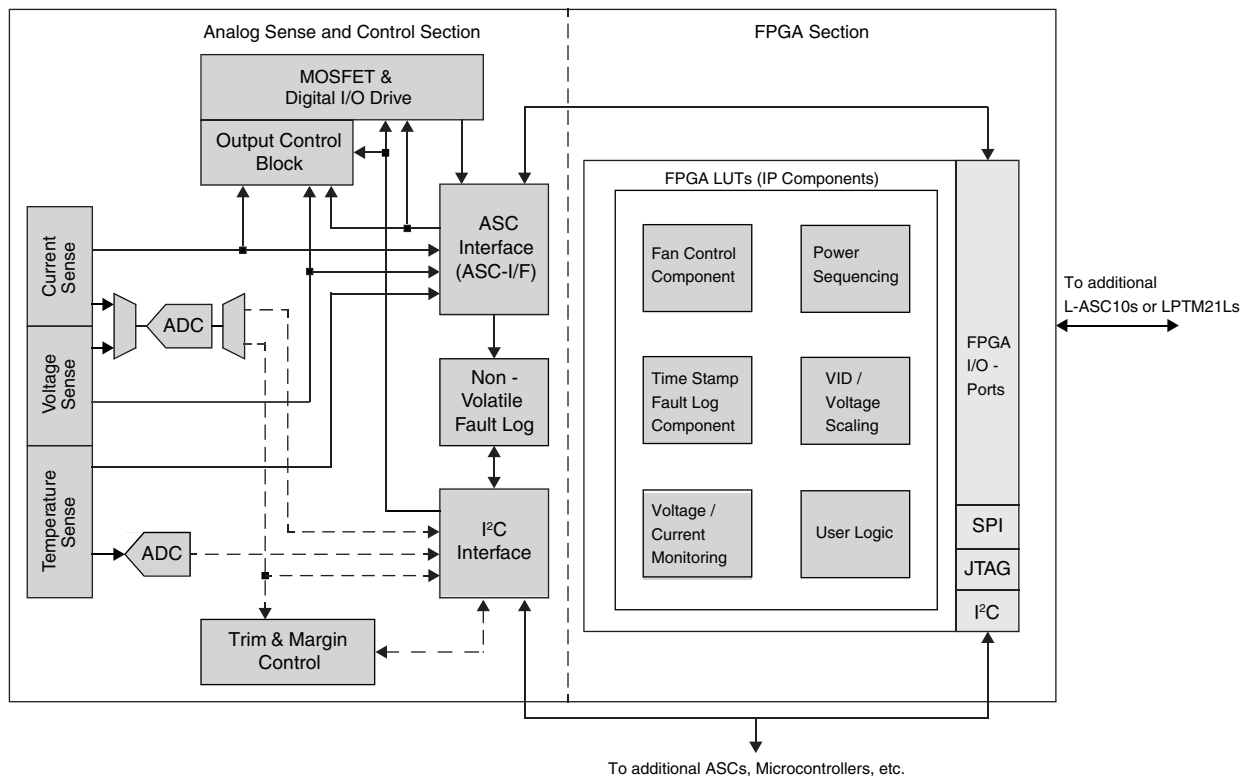 Analog Sense and Control Section
FPGA Section
MOSFET &
Digital I/O Drive
Output Control
Block
Current
Sense
Voltage
Sense
Temperature
Sense
ADC
ADC
ASC
Interface
(ASC-I/F)
Non -
Volatile
Fault Log
I²C
Interface
Trim & Margin
Control
FPGA LUTs (IP Components)
Fan Control
Component
Power
Sequencing
Time Stamp
Fault Log
Component
VID /
Voltage
Scaling
Voltage /
Current
Monitoring
User Logic
FPGA
I/O -
Ports
SPI
JTAG
I²C
To additional
L-ASC10s or LPTM21Ls
To additional ASCs, Microcontrollers, etc.